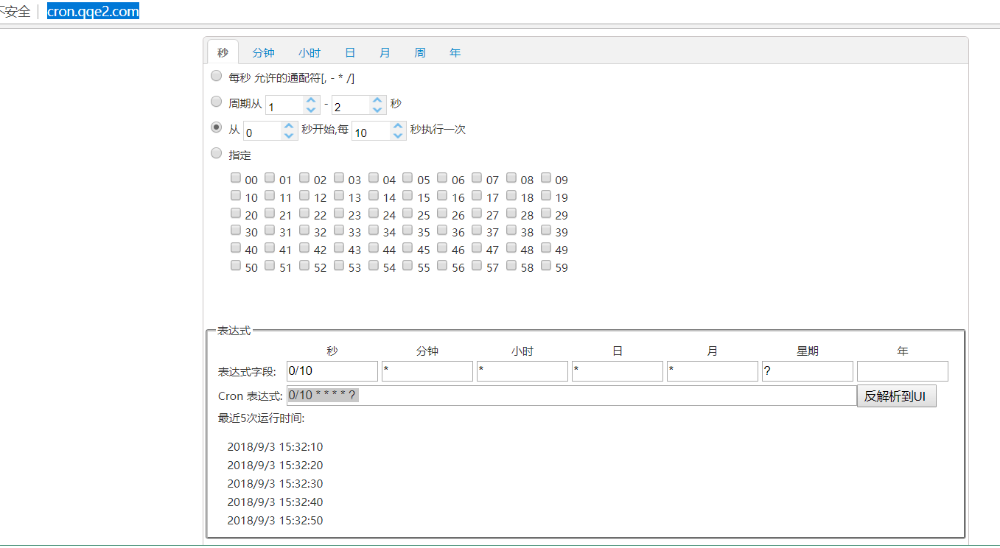 不安全 cron.qqe2.com
秒 分钟 小时 日 月 周 年
每秒 允许的通配符[, - * /]
周期从 1 - 2 秒
从 0 秒开始,每 10 秒执行一次
指定
00 01 02 03 04 05 06 07 08 09
10 11 12 13 14 15 16 17 18 19
20 21 22 23 24 25 26 27 28 29
30 31 32 33 34 35 36 37 38 39
40 41 42 43 44 45 46 47 48 49
50 51 52 53 54 55 56 57 58 59
表达式
秒 分钟 小时 日 月 星期 年
表达式字段: 0/10 * * * * ?
Cron 表达式: 0/10 * * * * ? 反解析到UI
最近5次运行时间:
2018/9/3 15:32:10
2018/9/3 15:32:20
2018/9/3 15:32:30
2018/9/3 15:32:40
2018/9/3 15:32:50